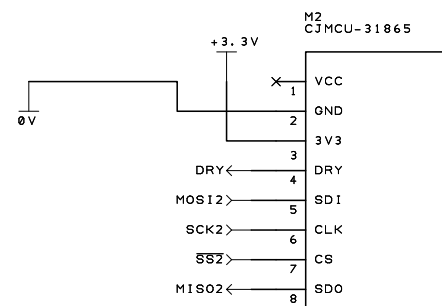 M2
CJMCU-31865
+3.3V
VCC
1
0V
GND
2
3V3
3
DRY
DRY
4
MOSI2
SDI
5
SCK2
CLK
6
SS2
CS
7
MISO2
SDO
8